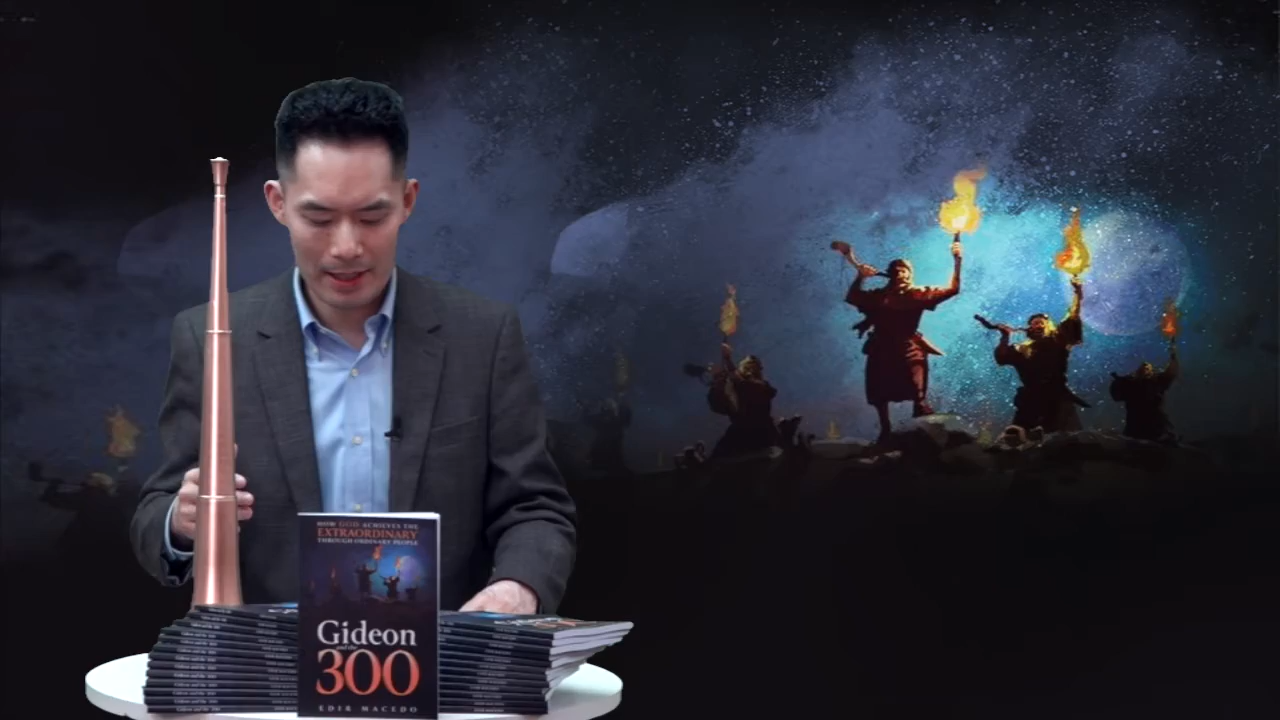 HOW GOD ACHIEVES THE
EXTRAORDINARY
THROUGH ORDINARY PEOPLE
Gideon
and the
300
EDIR MACEDO